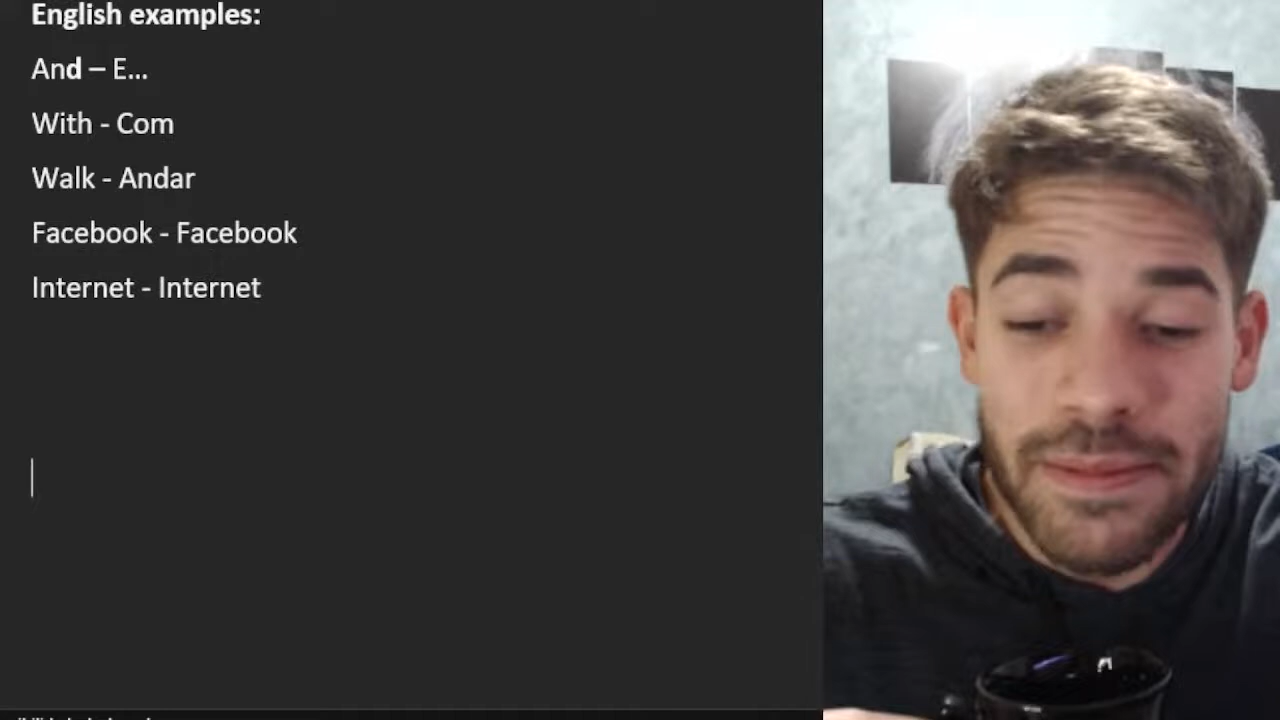 English examples:
And – E...
With - Com
Walk - Andar
Facebook - Facebook
Internet - Internet